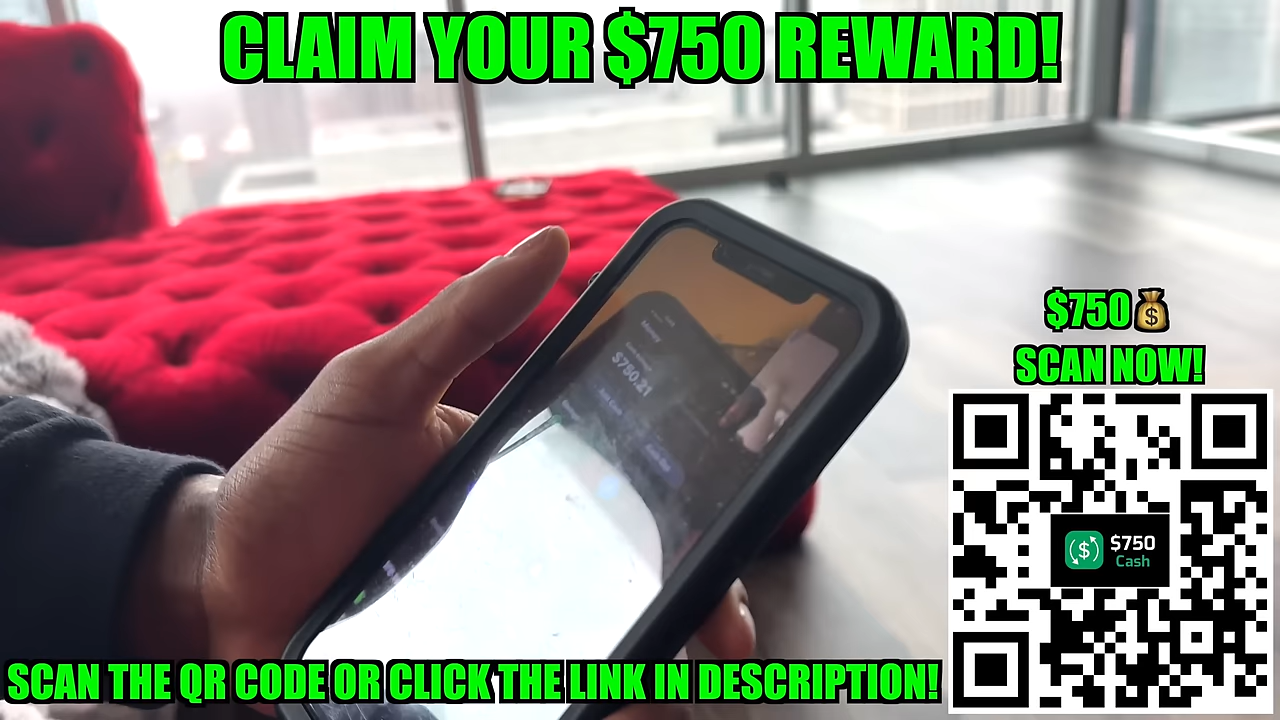 CLAIM YOUR $750 REWARD!
Money
$750.21
$750💰
SCAN NOW!
$750
Cash
SCAN THE QR CODE OR CLICK THE LINK IN DESCRIPTION!